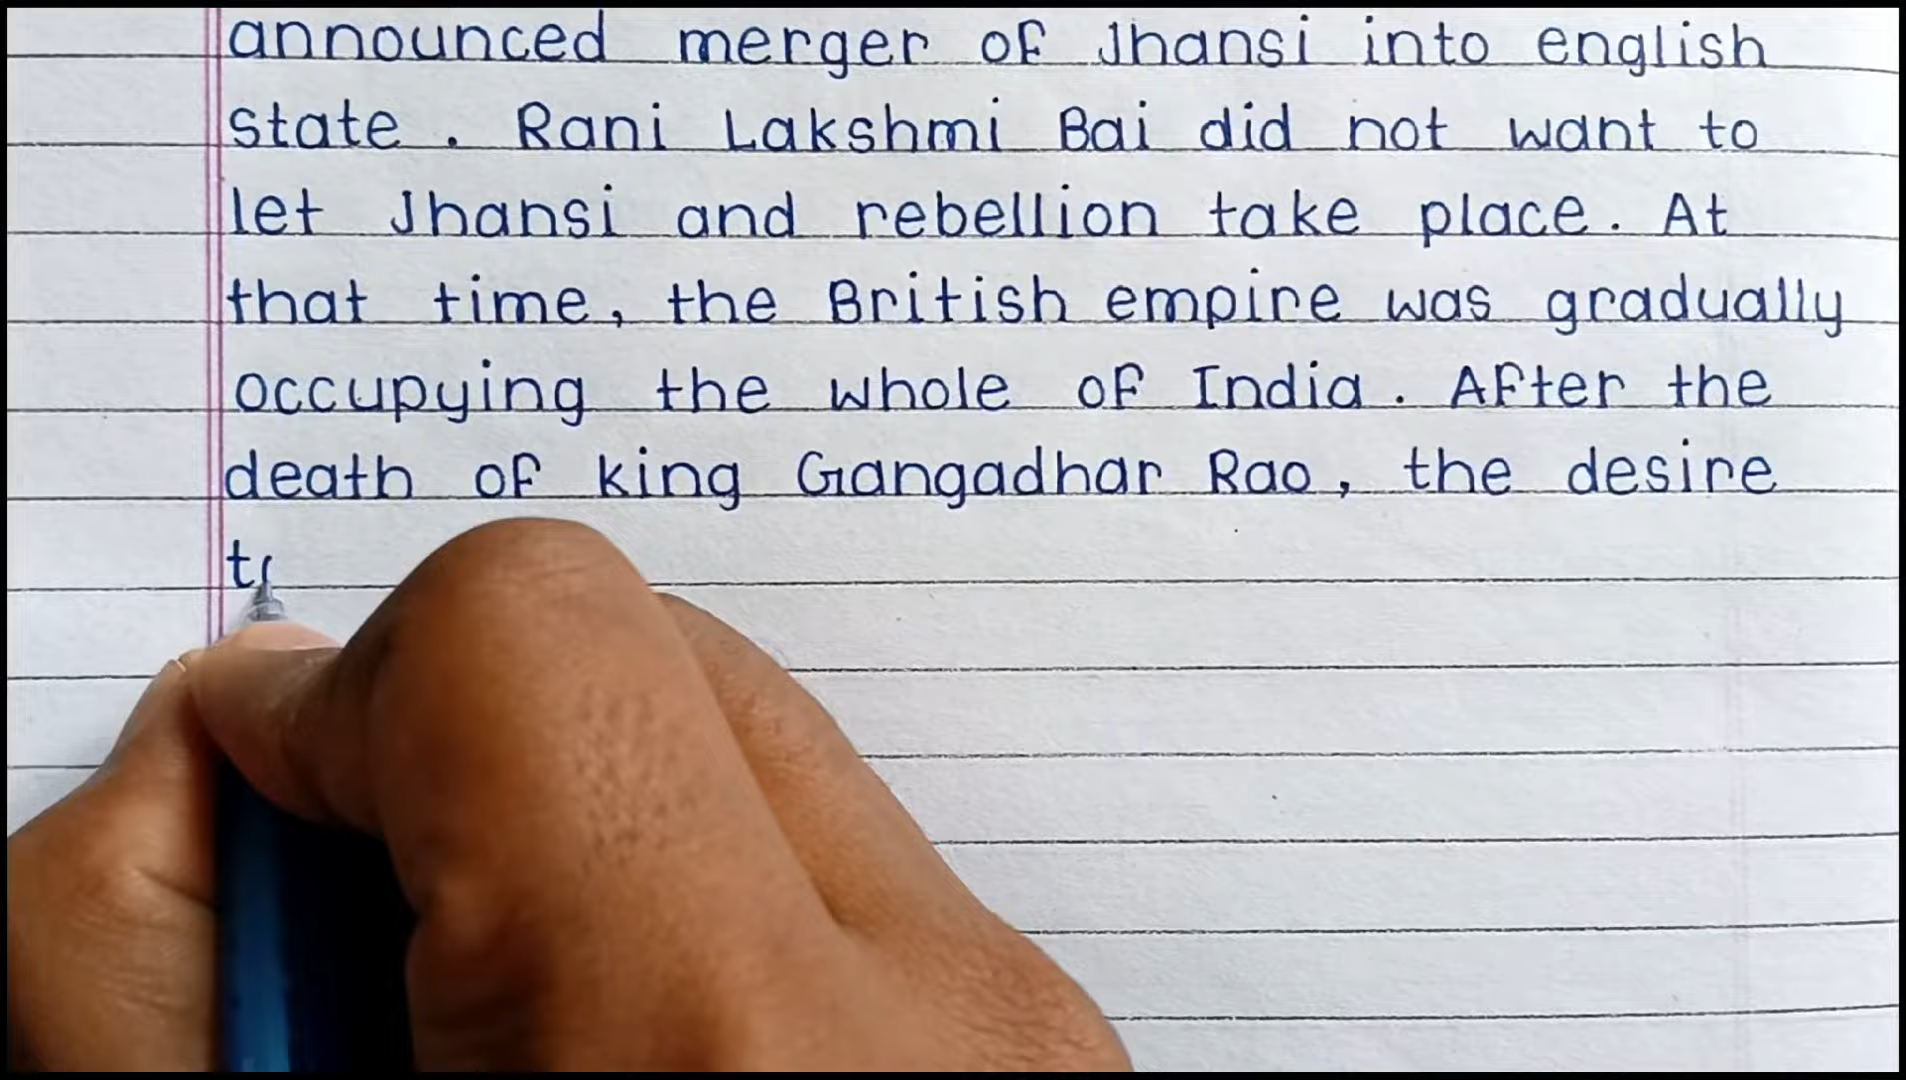 announced merger of Jhansi into english
state . Rani Lakshmi Bai did not want to
let Jhansi and rebellion take place. At
that time, the British empire was gradually
occupying the whole of India . After the
death of king Gangadhar Rao, the desire